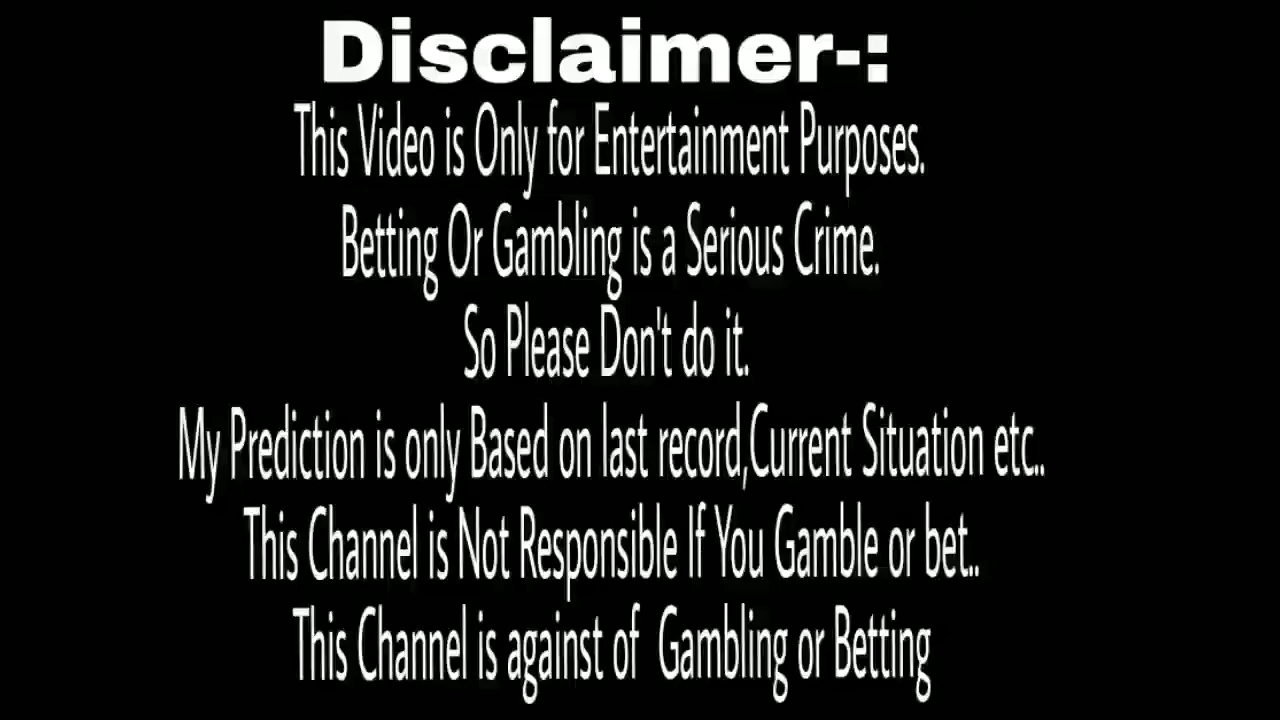 Disclaimer-:
This Video is Only for Entertainment Purposes.
Betting Or Gambling is a Serious Crime.
So Please Don't do it.
My Prediction is only Based on last record,Current Situation etc..
This Channel is Not Responsible If You Gamble or bet..
This Channel is against of  Gambling or Betting